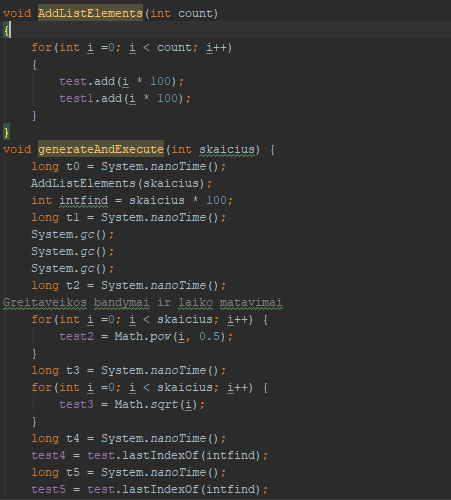 void AddListElements(int count)
{
    for(int i =0; i < count; i++)
    {
        test.add(i * 100);
        test1.add(i * 100);
    }
}
void generateAndExecute(int skaicius) {
    long t0 = System.nanoTime();
    AddListElements(skaicius);
    int intfind = skaicius * 100;
    long t1 = System.nanoTime();
    System.gc();
    System.gc();
    System.gc();
    long t2 = System.nanoTime();
Greitaveikos bandymai ir laiko matavimai
    for(int i =0; i < skaicius; i++) {
        test2 = Math.pow(i, 0.5);
    }
    long t3 = System.nanoTime();
    for(int i =0; i < skaicius; i++) {
        test3 = Math.sqrt(i);
    }
    long t4 = System.nanoTime();
    test4 = test.lastIndexOf(intfind);
    long t5 = System.nanoTime();
    test5 = test.lastIndexOf(intfind);